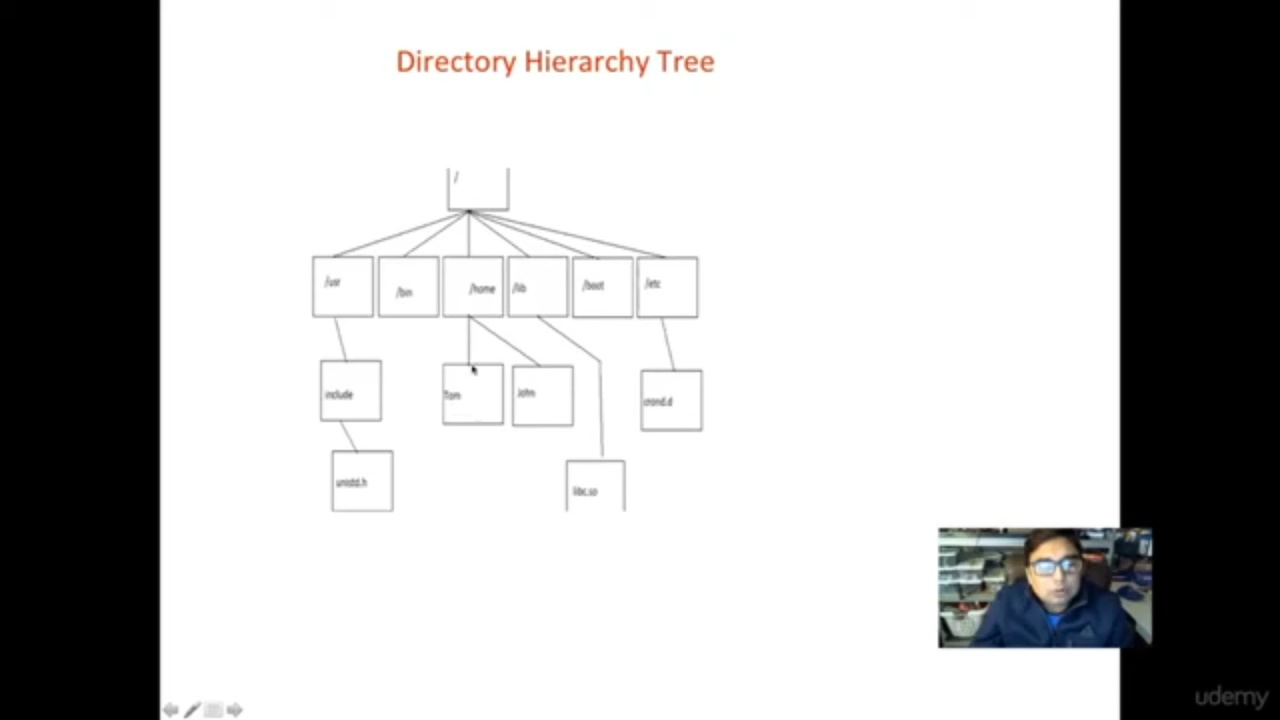 Directory Hierarchy Tree
/
/usr
/bin
/home
/lib
/boot
/etc
include
Tom
John
crond.d
unistd.h
libc.so
udemy